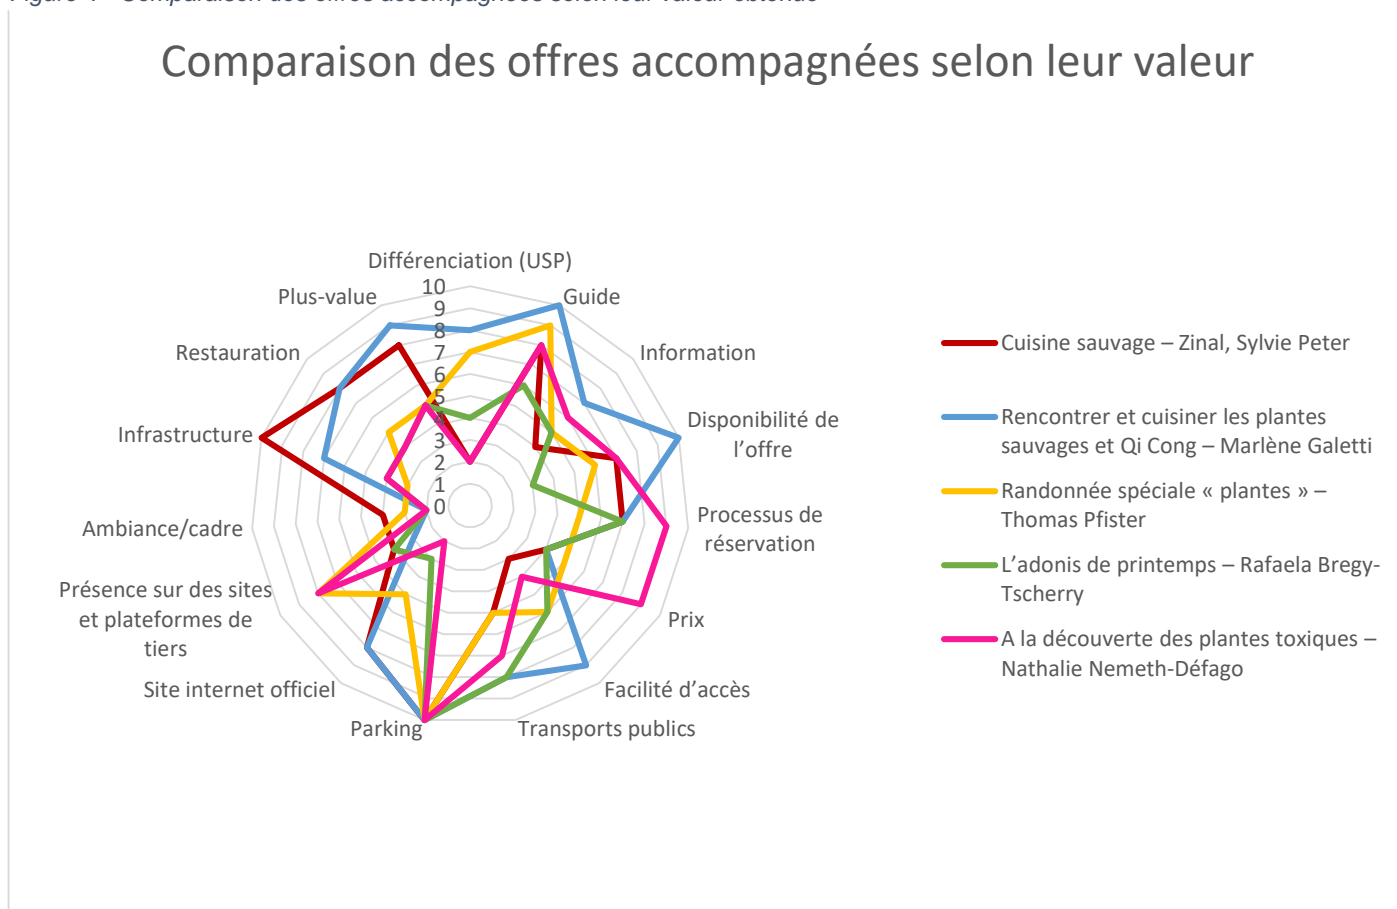 Comparaison des offres accompagnées selon leur valeur
Différenciation (USP)
Guide
Information
Disponibilité de
l’offre
Processus de
réservation
Prix
Facilité d’accès
Transports publics
Parking
Site internet officiel
Présence sur des sites
et plateformes de
tiers
Ambiance/cadre
Infrastructure
Restauration
Plus-value
10
9
8
7
6
5
4
3
2
1
0
Cuisine sauvage – Zinal, Sylvie Peter
Rencontrer et cuisiner les plantes
sauvages et Qi Cong – Marlène Galetti
Randonnée spéciale « plantes » –
Thomas Pfister
L’adonis de printemps – Rafaela Bregy-
Tscherry
A la découverte des plantes toxiques –
Nathalie Nemeth-Défago